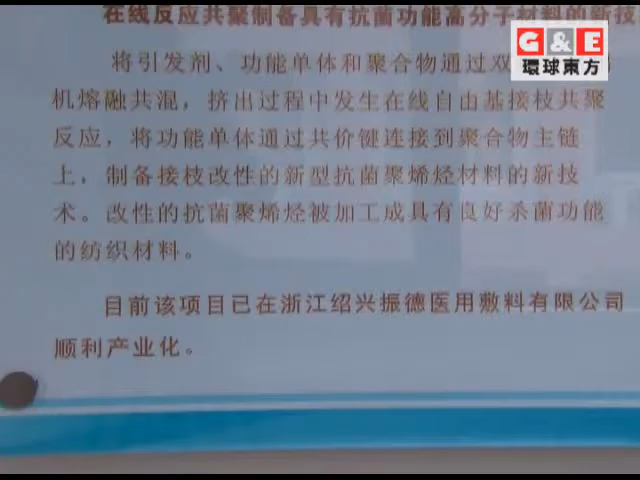 在线反应共聚制备具有抗菌功能高分子材料的新技
G&E
環球東方
将引发剂、功能单体和聚合物通过双
机熔融共混，挤出过程中发生在线自由基接枝共聚
反应，将功能单体通过共价键连接到聚合物主链
上，制备接枝改性的新型抗菌聚烯烃材料的新技
术。改性的抗菌聚烯烃被加工成具有良好杀菌功能
的纺织材料。
目前该项目已在浙江绍兴振德医用敷料有限公司
顺利产业化。